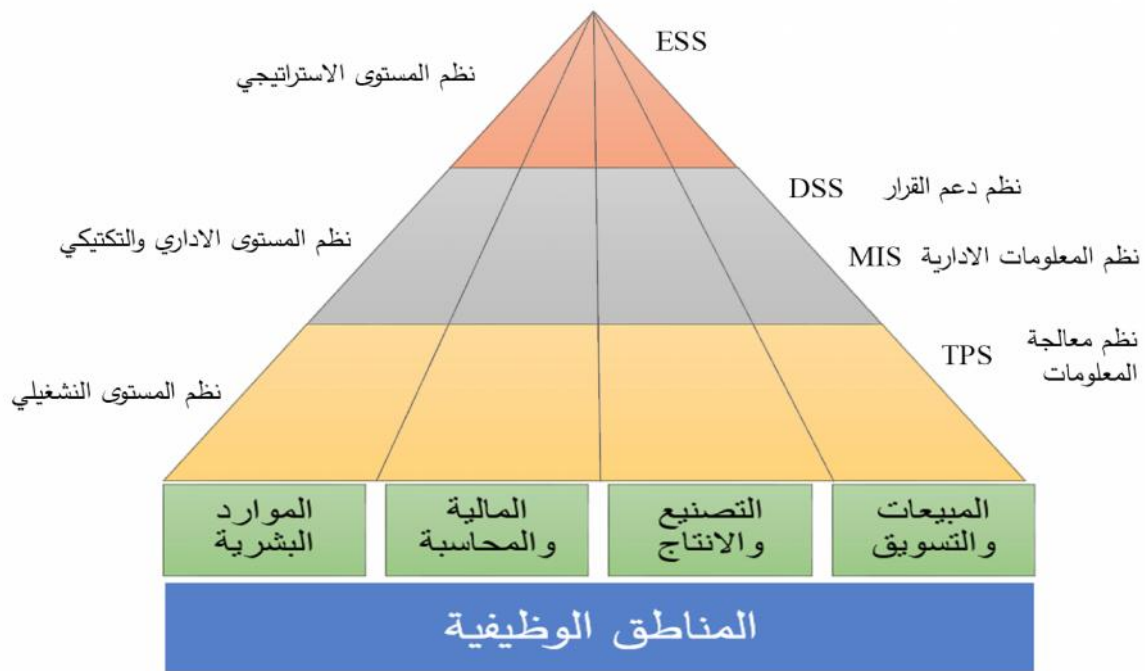 ESS
نظم المستوى الاستراتيجي
نظم دعم القرار DSS
نظم المستوى الاداري والتكتيكي
نظم المعلومات الادارية MIS
نظم معالجة
المعلومات
TPS
نظم المستوى النشغيلي
المبيعات
والتسويق
التصنيع
والانتاج
المالية
والمحاسبة
الموارد
البشرية
المناطق الوظيفية